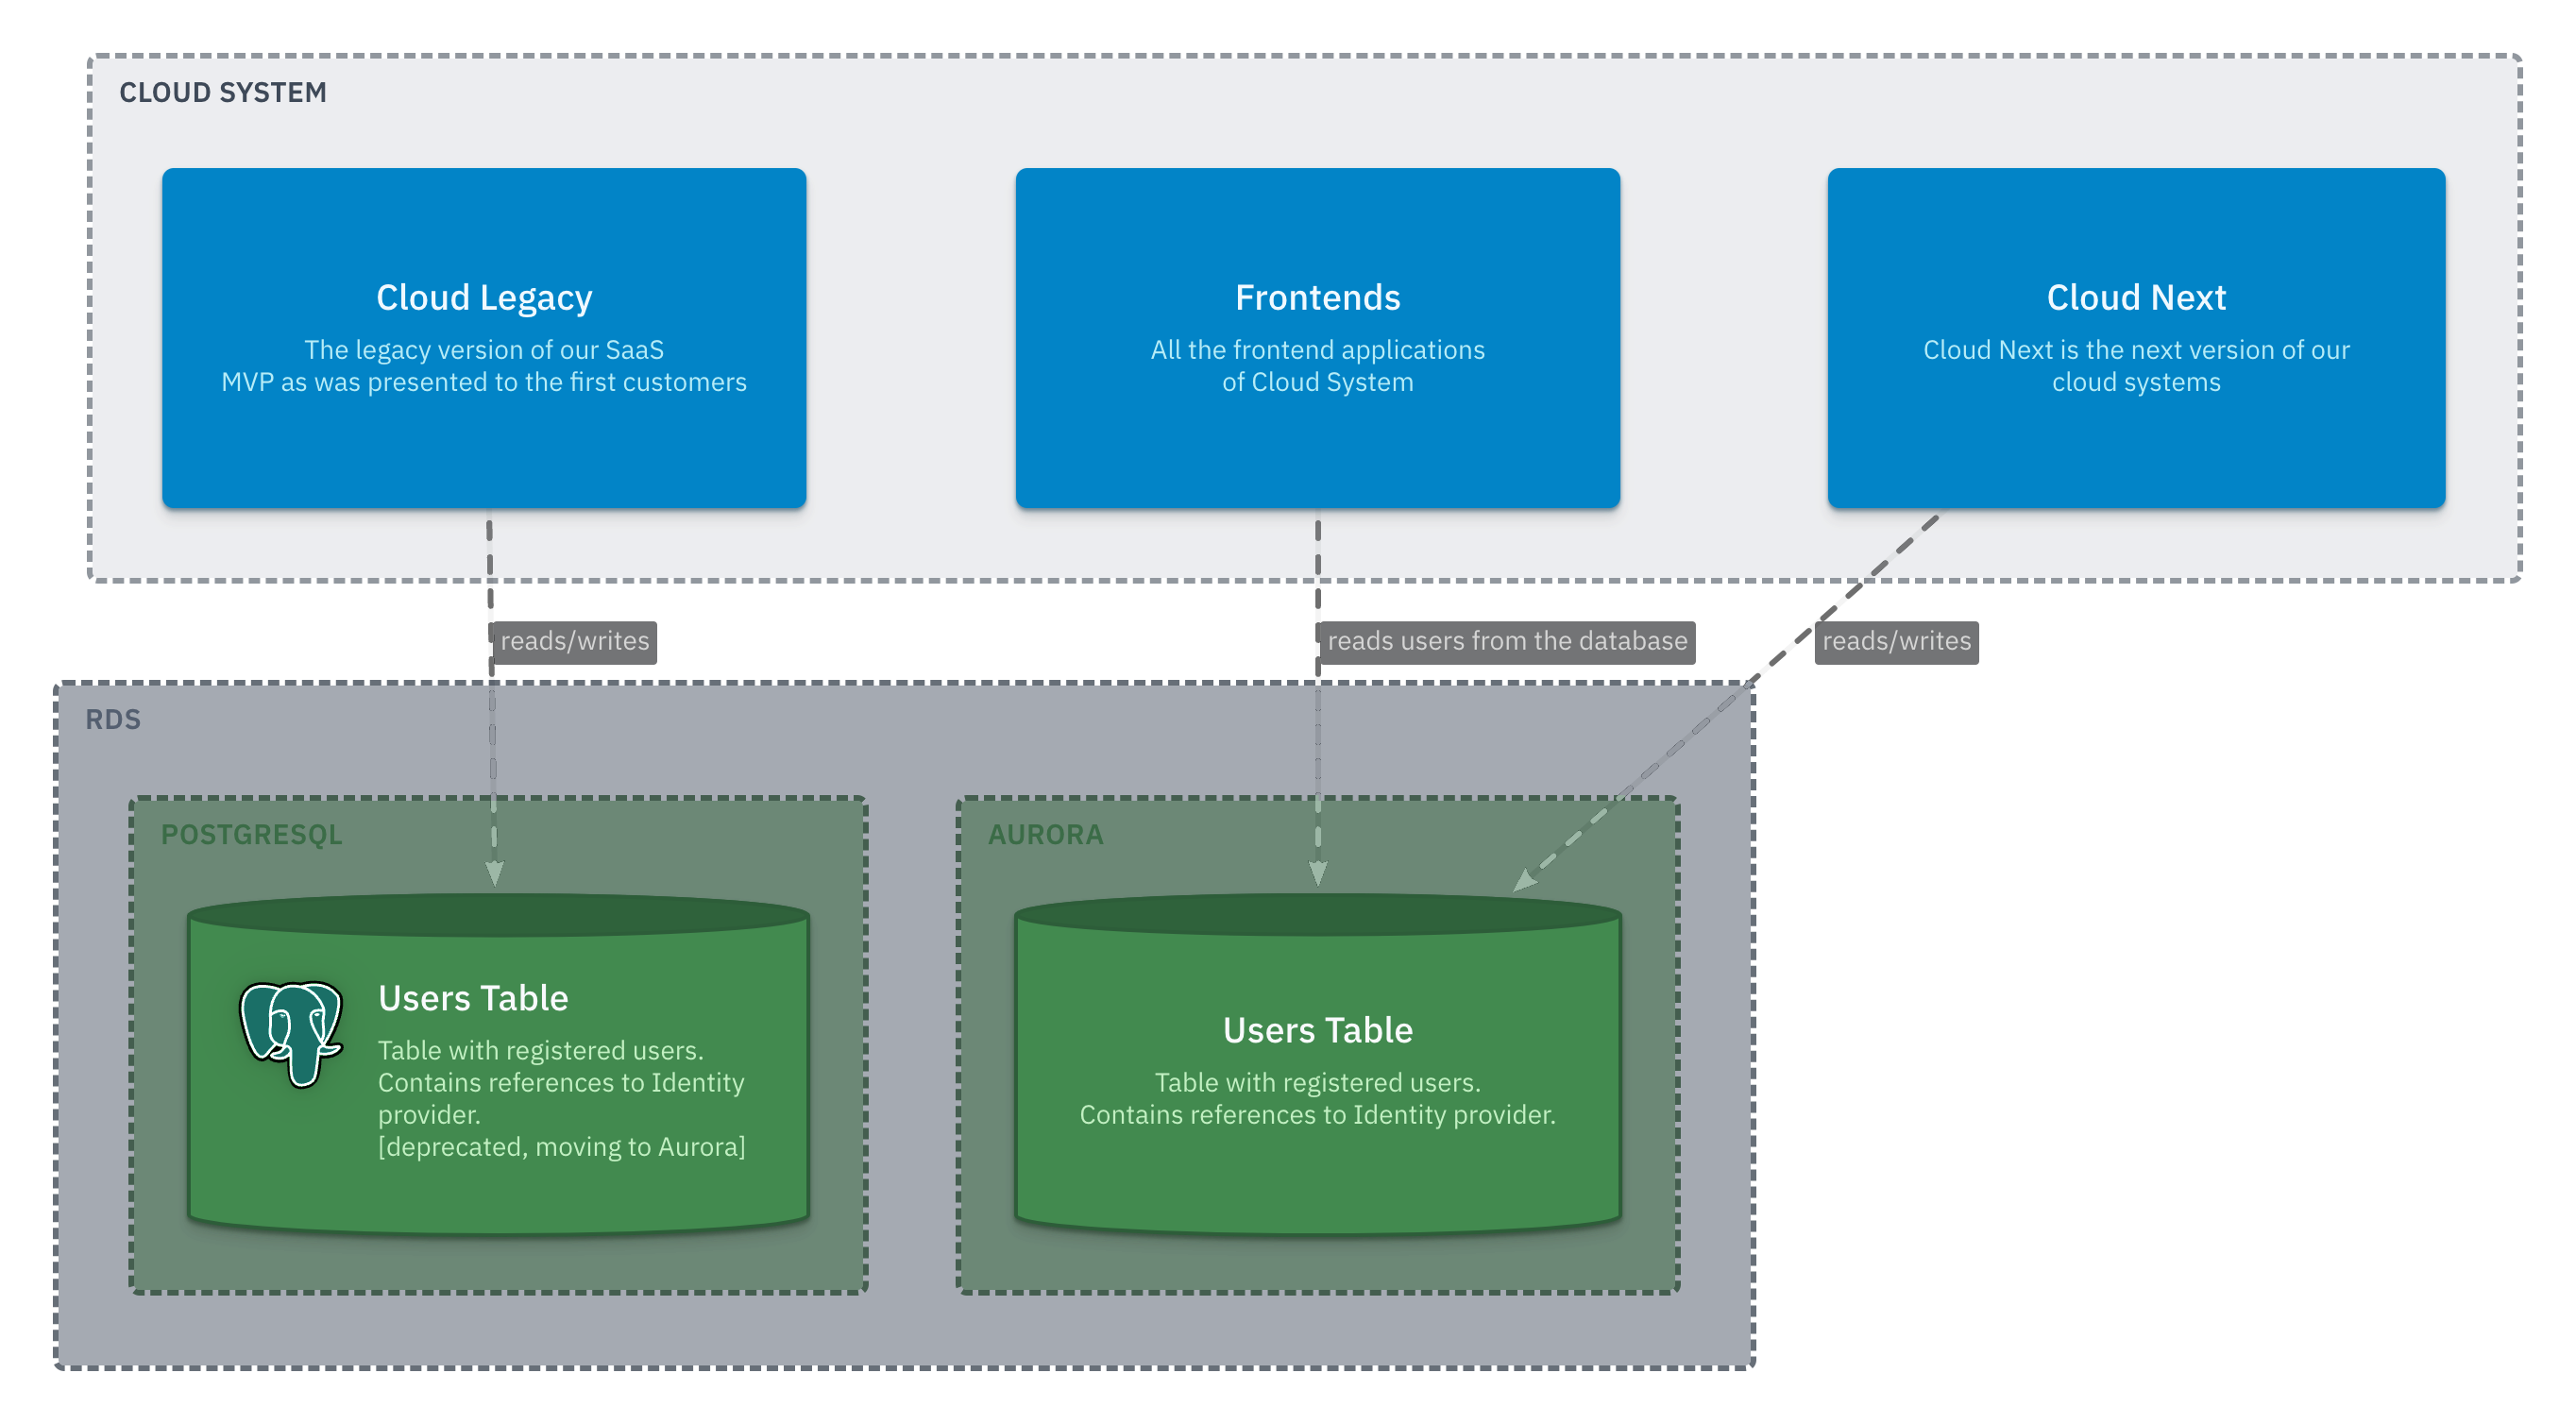 CLOUD SYSTEM
Cloud Legacy
The legacy version of our SaaS
MVP as was presented to the first customers
Frontends
All the frontend applications
of Cloud System
Cloud Next
Cloud Next is the next version of our
cloud systems
reads/writes
reads users from the database
reads/writes
RDS
POSTGRESQL
Users Table
Table with registered users.
Contains references to Identity
provider.
[deprecated, moving to Aurora]
AURORA
Users Table
Table with registered users.
Contains references to Identity provider.